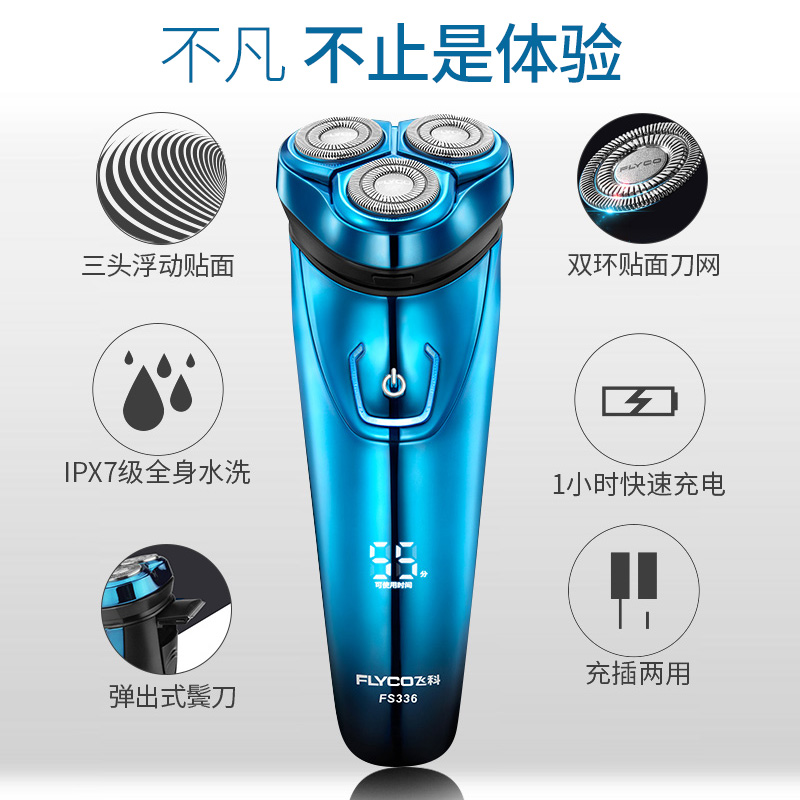 不凡 不止是体验
三头浮动贴面
FLYCO
双环贴面刀网
IPX7级全身水洗
1小时快速充电
55分
可使用时间
弹出式鬓刀
FLYCO飞科
FS336
充插两用